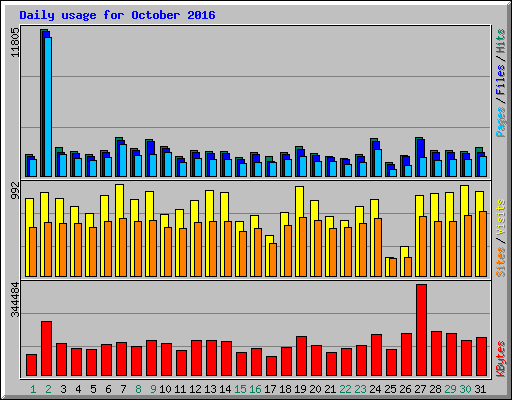 Daily usage for October 2016
11805
Pages / Files / Hits
992
Sites / Visits
344484
KBytes
1 2 3 4 5 6 7 8 9 10 11 12 13 14 15 16 17 18 19 20 21 22 23 24 25 26 27 28 29 30 31